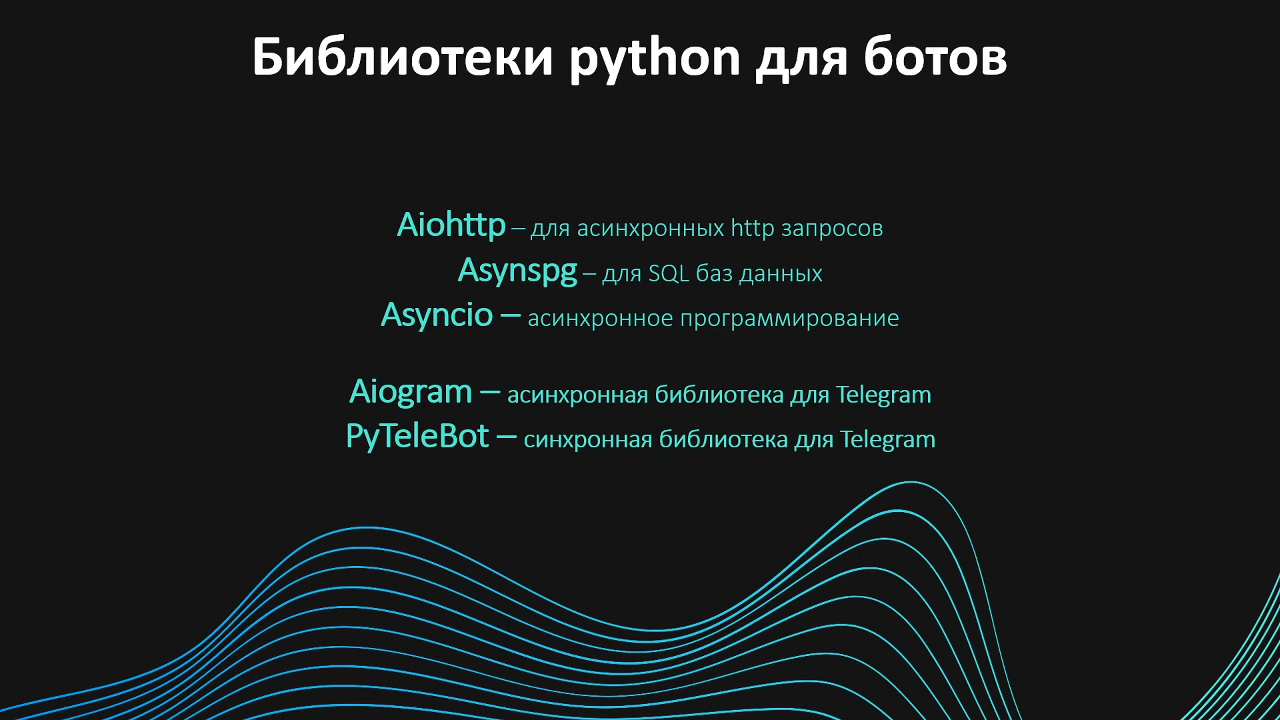 Библиотеки python для ботов
Aiohttp – для асинхронных http запросов
Asynspg – для SQL баз данных
Asyncio – асинхронное программирование
Aiogram – асинхронная библиотека для Telegram
PyTeleBot – синхронная библиотека для Telegram